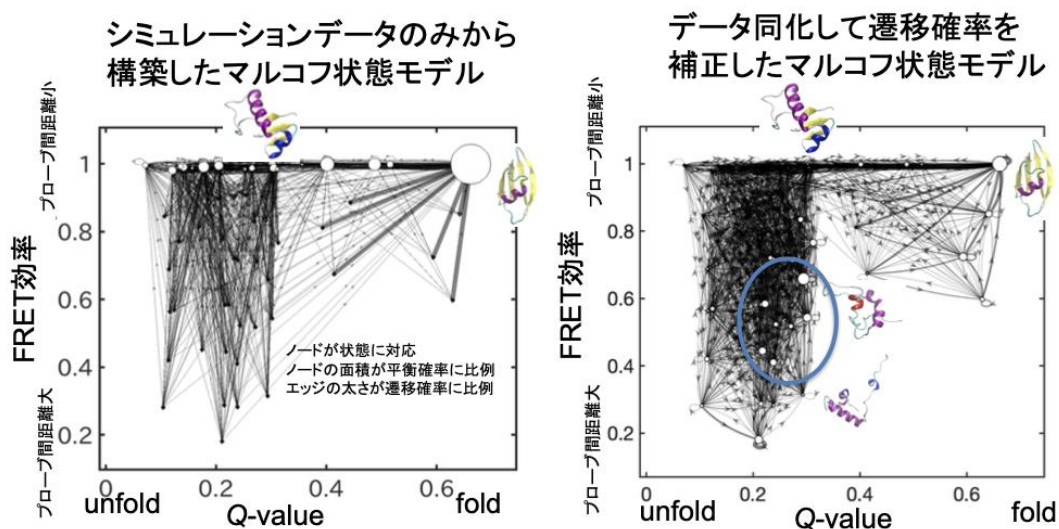 シミュレーションデータのみから
構築したマルコフ状態モデル
プローブ間距離小
FRET効率
プローブ間距離大
1
0.8
0.6
0.4
0.2
ノードが状態に対応
ノードの面積が平衡確率に比例
エッジの太さが遷移確率に比例
0
0.2
0.4
0.6
unfold
Q-value
fold
データ同化して遷移確率を
補正したマルコフ状態モデル
プローブ間距離小
FRET効率
プローブ間距離大
1
0.8
0.6
0.4
0.2
0
0.2
0.4
0.6
unfold
Q-value
fold